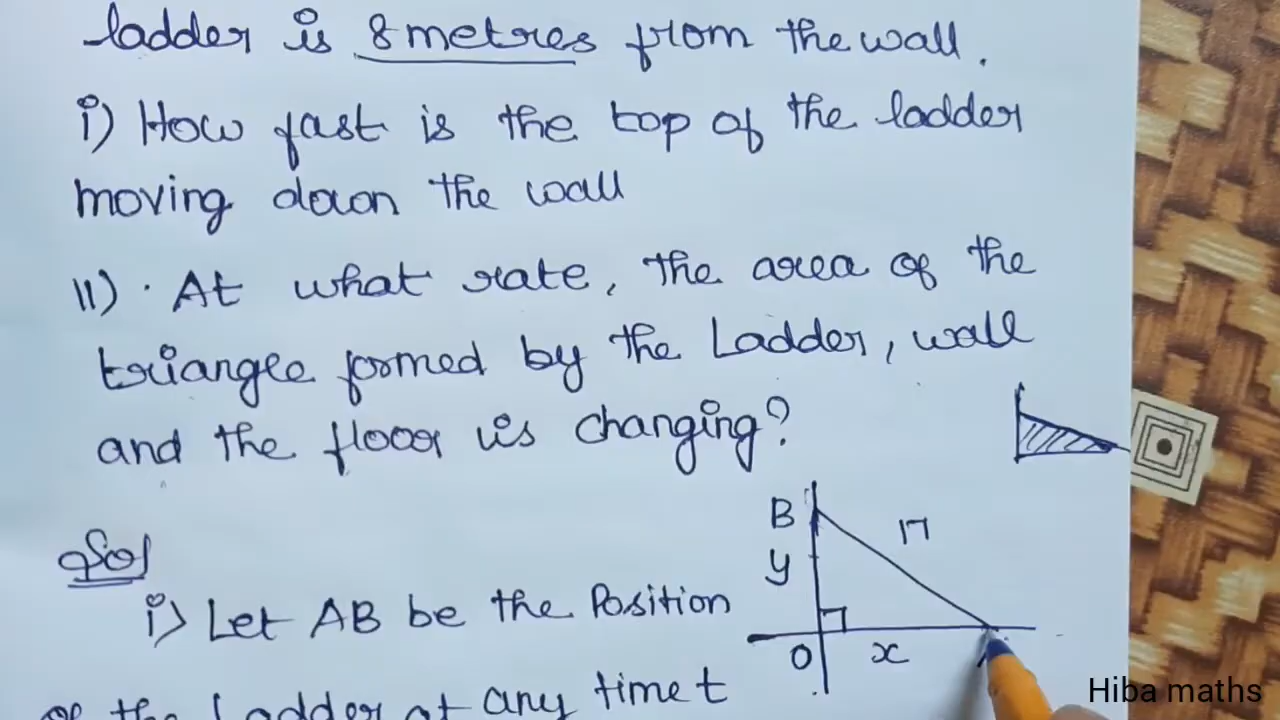 ladder is 8 metres from the wall.
i) How fast is the top of the ladder
moving down the wall
ii). At what rate, the area of the
triangle formed by the Ladder, wall
and the floor is changing?
B
17
y
Sol
i) Let AB be the Position
O
x
of the Ladder at any time t
Hiba maths